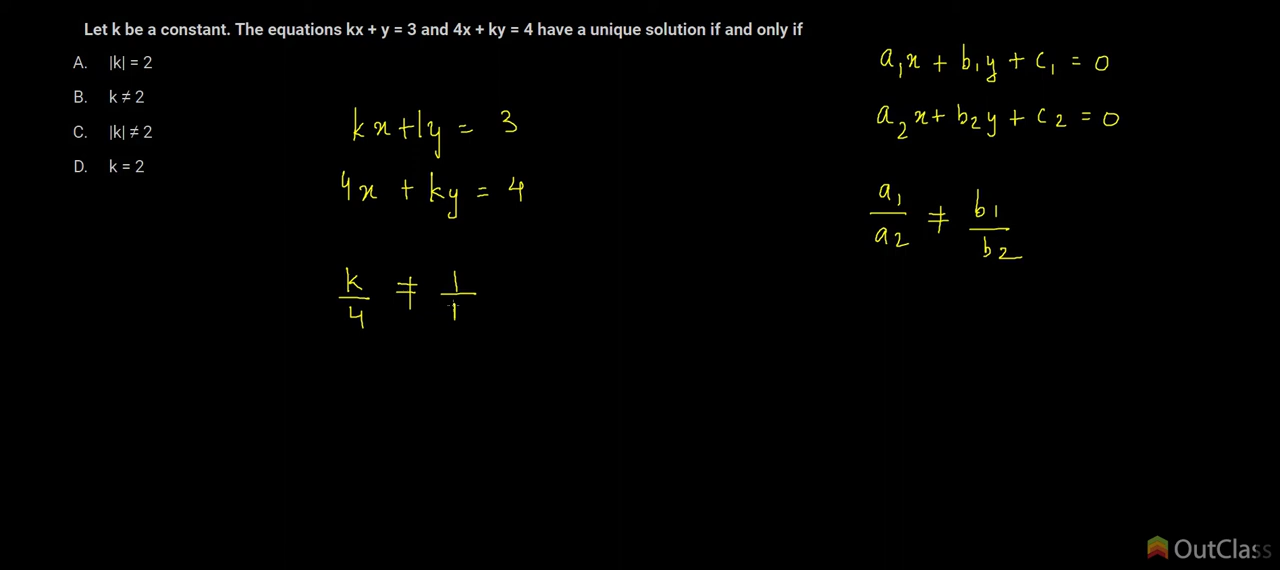 Let k be a constant. The equations kx + y = 3 and 4x + ky = 4 have a unique solution if and only if
A. |k| = 2
B. k ≠ 2
C. |k| ≠ 2
D. k = 2
kx + 1y = 3
4x + ky = 4
k/4 ≠ 1/1
a₁x + b₁y + c₁ = 0
a₂x + b₂y + c₂ = 0
a₁/a₂ ≠ b₁/b₂
OutClass